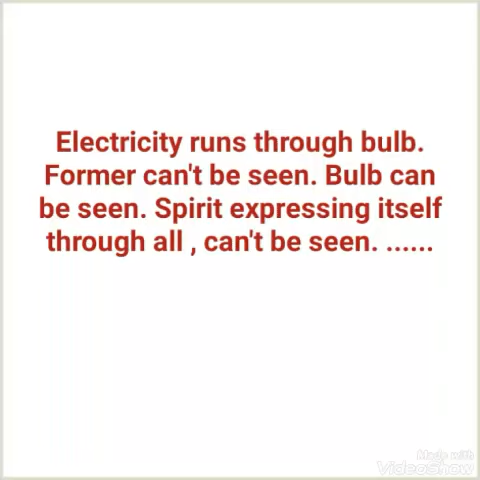 Electricity runs through bulb.
Former can't be seen. Bulb can
be seen. Spirit expressing itself
through all , can't be seen. ......
Made with
VideoShow